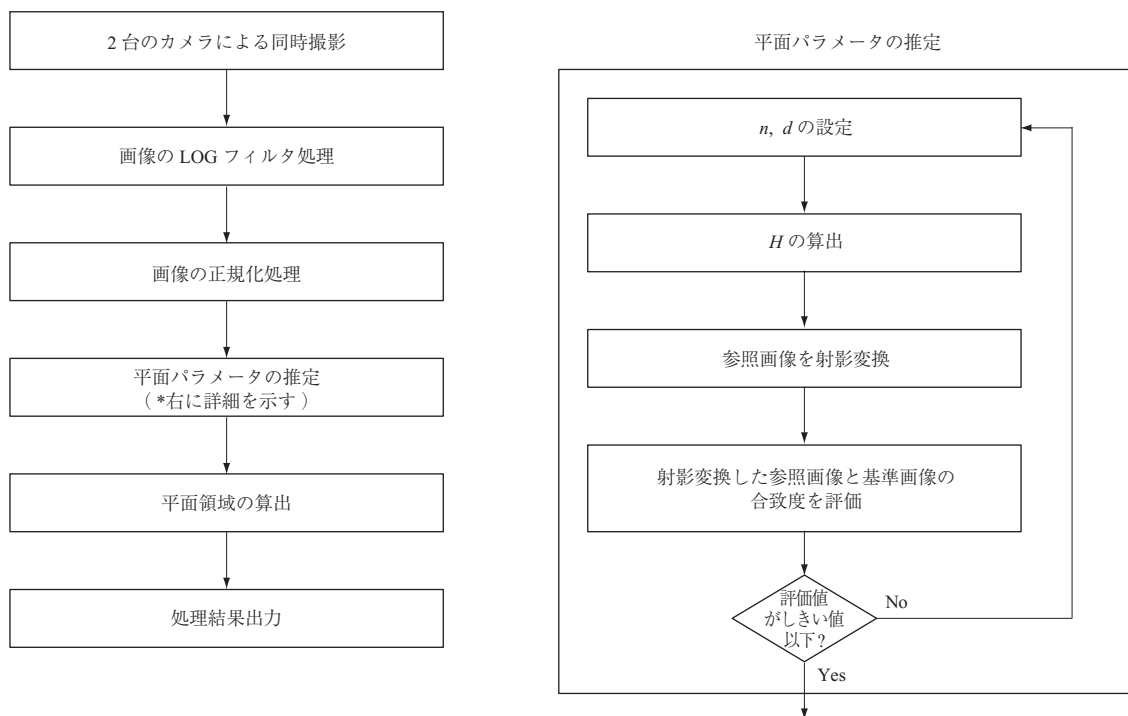 2 台のカメラによる同時撮影
画像の LOG フィルタ処理
画像の正規化処理
平面パラメータの推定
( *右に詳細を示す )
平面領域の算出
処理結果出力
平面パラメータの推定
n, d の設定
H の算出
参照画像を射影変換
射影変換した参照画像と基準画像の
合致度を評価
評価値
がしきい値
以下 ?
No
Yes